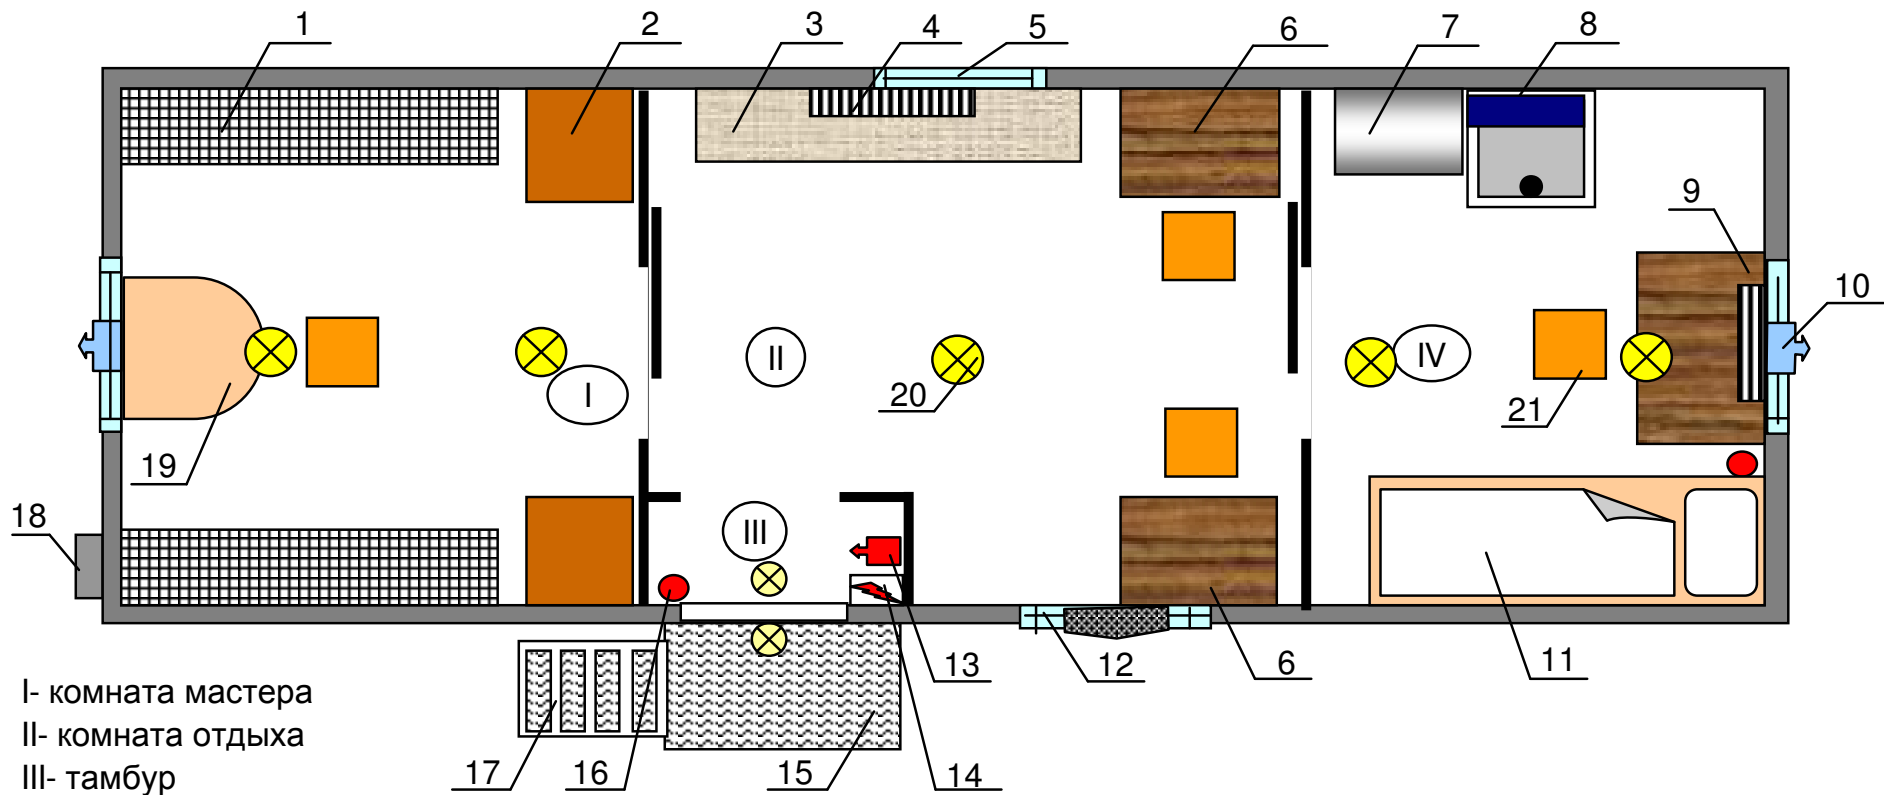 1 2 3 4 5 6 7 8
9
10
I II IV
20 21
19
18 III
13 12 6 11
I- комната мастера
II- комната отдыха
III- тамбур
17 16 15 14